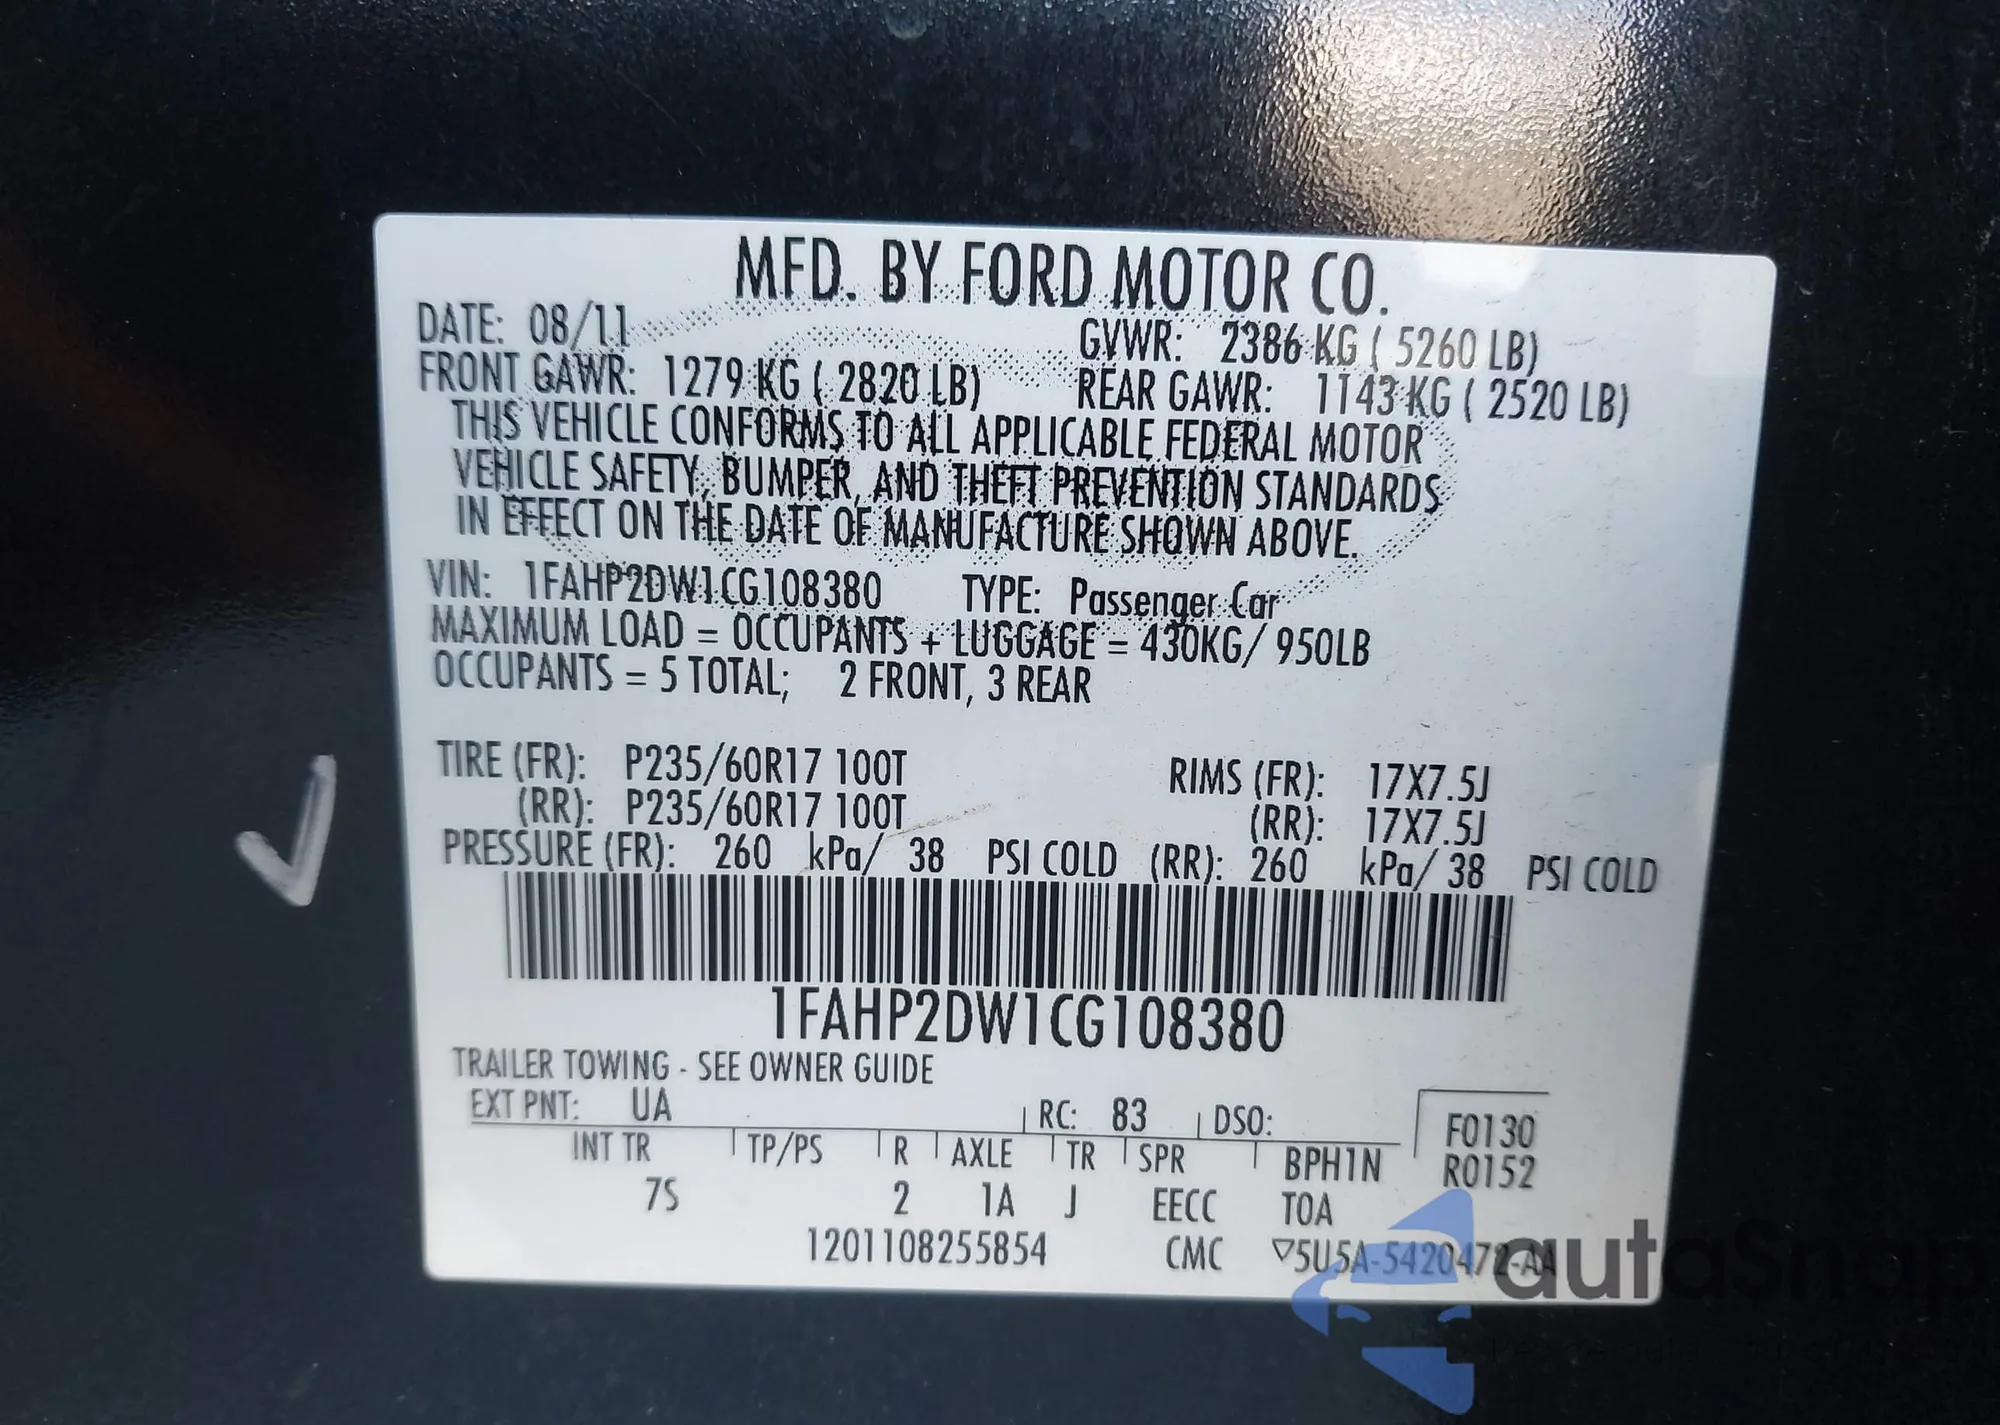 MFD. BY FORD MOTOR CO.
DATE: 08/11 GVWR: 2386 KG ( 5260 LB)
FRONT GAWR: 1279 KG ( 2820 LB) REAR GAWR: 1143 KG ( 2520 LB)
THIS VEHICLE CONFORMS TO ALL APPLICABLE FEDERAL MOTOR
VEHICLE SAFETY, BUMPER, AND THEFT PREVENTION STANDARDS
IN EFFECT ON THE DATE OF MANUFACTURE SHOWN ABOVE.
VIN: 1FAHP2DW1CG108380 TYPE: Passenger Car
MAXIMUM LOAD = OCCUPANTS + LUGGAGE = 430KG/ 950LB
OCCUPANTS = 5 TOTAL; 2 FRONT, 3 REAR
TIRE (FR): P235/60R17 100T RIMS (FR): 17X7.5J
(RR): P235/60R17 100T (RR): 17X7.5J
PRESSURE (FR): 260 kPa/ 38 PSI COLD (RR): 260 kPa/ 38 PSI COLD
1FAHP2DW1CG108380
TRAILER TOWING - SEE OWNER GUIDE
EXT PNT: UA RC: 83 DSO: F0130
INT TR TP/PS R AXLE TR SPR BPH1N R0152
7S 2 1A J EECC TOA
1201108255854 CMC ▽5U5A-5420472-AA
autoSnap